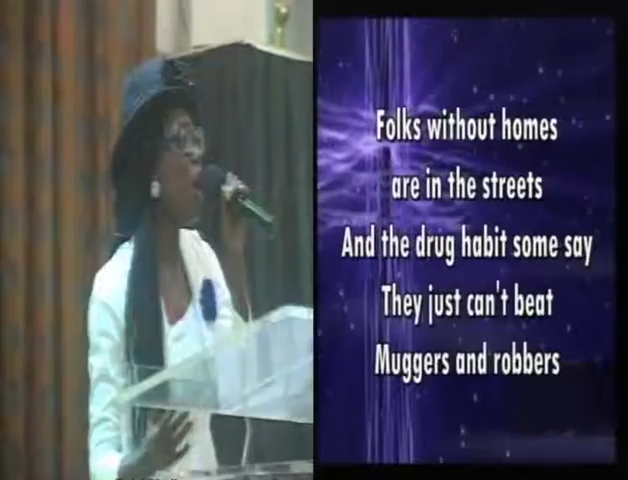 Folks without homes
are in the streets
And the drug habit some say
They just can't beat
Muggers and robbers